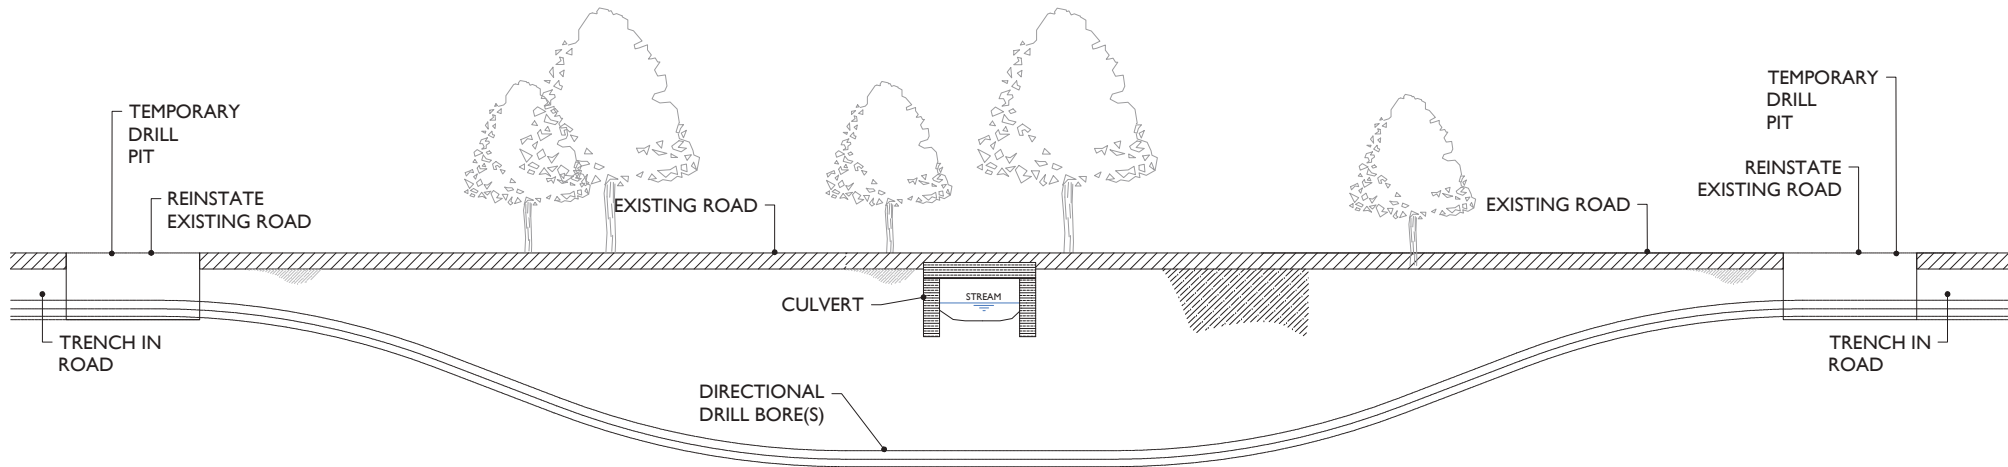 TEMPORARY
DRILL
PIT
REINSTATE
EXISTING ROAD
EXISTING ROAD
CULVERT
STREAM
TRENCH IN
ROAD
DIRECTIONAL
DRILL BORE(S)
EXISTING ROAD
TEMPORARY
DRILL
PIT
REINSTATE
EXISTING ROAD
TRENCH IN
ROAD